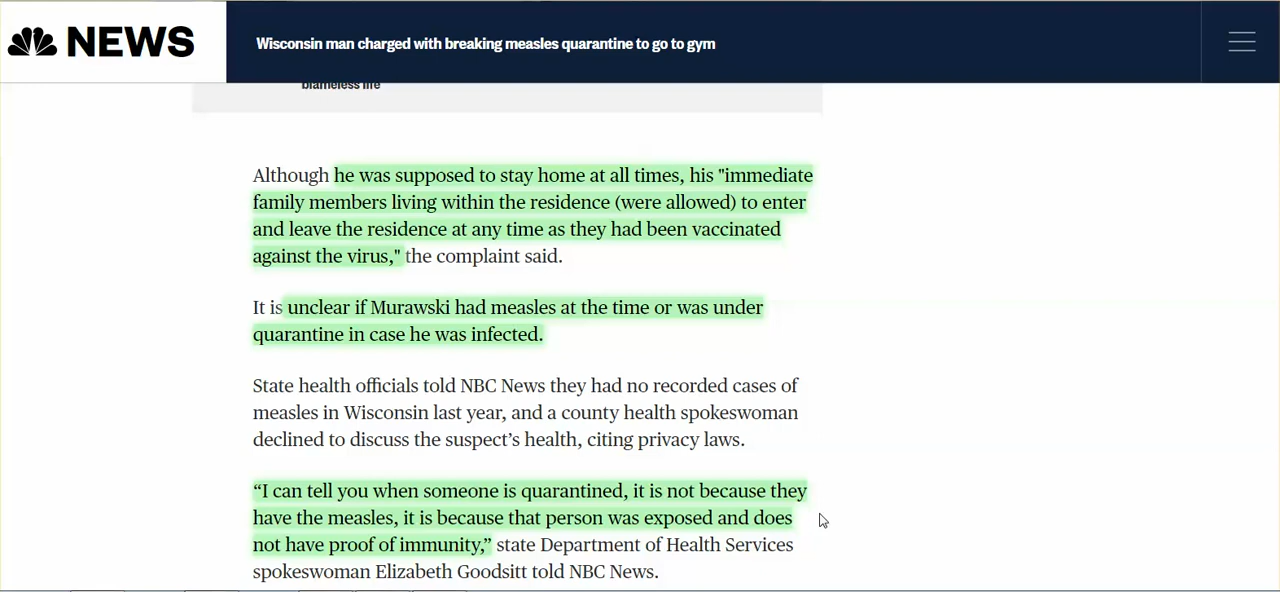 NEWS
Wisconsin man charged with breaking measles quarantine to go to gym
blameless life
Although he was supposed to stay home at all times, his "immediate
family members living within the residence (were allowed) to enter
and leave the residence at any time as they had been vaccinated
against the virus," the complaint said.
It is unclear if Murawski had measles at the time or was under
quarantine in case he was infected.
State health officials told NBC News they had no recorded cases of
measles in Wisconsin last year, and a county health spokeswoman
declined to discuss the suspect’s health, citing privacy laws.
“I can tell you when someone is quarantined, it is not because they
have the measles, it is because that person was exposed and does
not have proof of immunity,” state Department of Health Services
spokeswoman Elizabeth Goodsitt told NBC News.